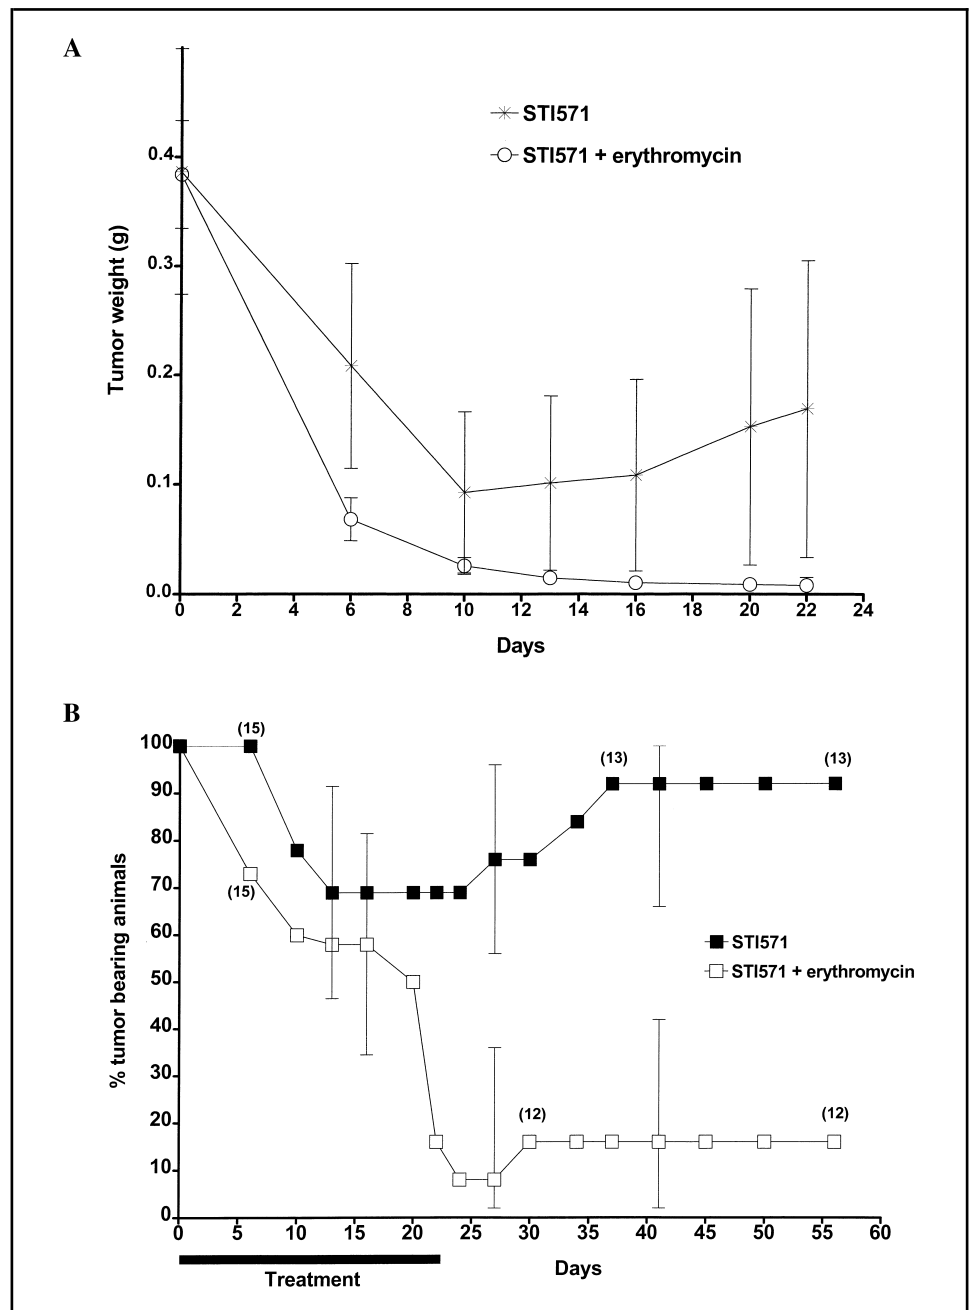 A
STI571
STI571 + erythromycin
0.4
0.3
0.2
0.1
0.0
Tumor weight (g)
0 2 4 6 8 10 12 14 16 18 20 22 24
Days
B
(15)
(13)
(13)
(15)
(12)
(12)
100
90
80
70
60
50
40
30
20
10
0
% tumor bearing animals
STI571
STI571 + erythromycin
0 5 10 15 20 25 30 35 40 45 50 55 60
Treatment
Days